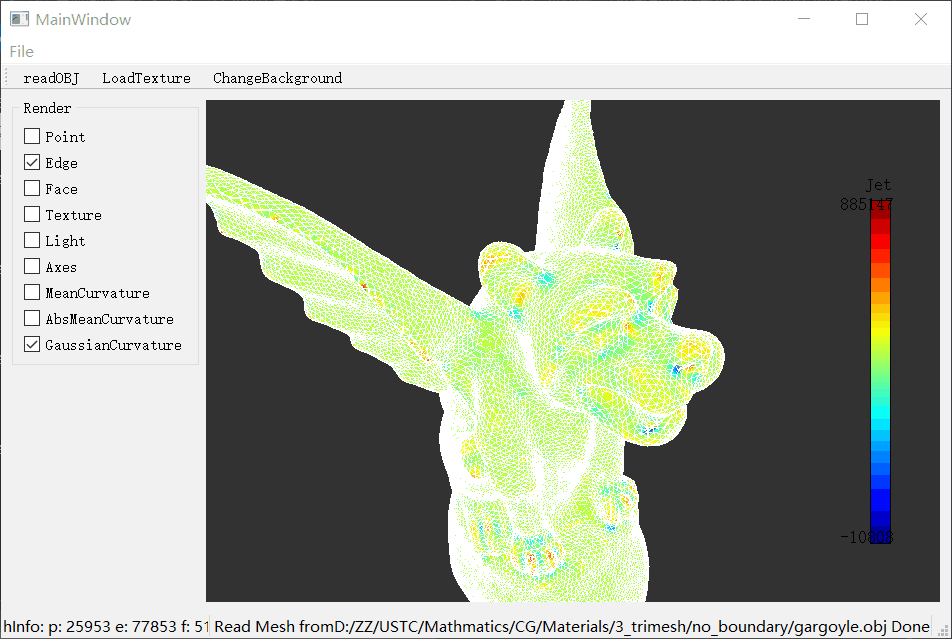 MainWindow
File
readOBJ LoadTexture ChangeBackground
Render
Point
Edge
Face
Texture
Light
Axes
MeanCurvature
AbsMeanCurvature
GaussianCurvature
Jet
885147
hInfo: p: 25953 e: 77853 f: 51 Read Mesh fromD:/ZZ/USTC/Mathmatics/CG/Materials/3_trimesh/no_boundary/gargoyle.obj Done